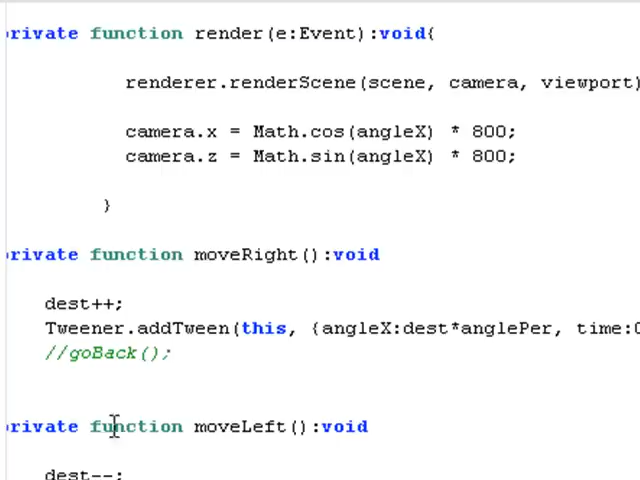 rivate function render(e:Event):void{
renderer.renderScene(scene, camera, viewport)
camera.x = Math.cos(angleX) * 800;
camera.z = Math.sin(angleX) * 800;
}
rivate function moveRight():void
dest++;
Tweener.addTween(this, {angleX:dest*anglePer, time:0
//goBack();
rivate function moveLeft():void
dest--;